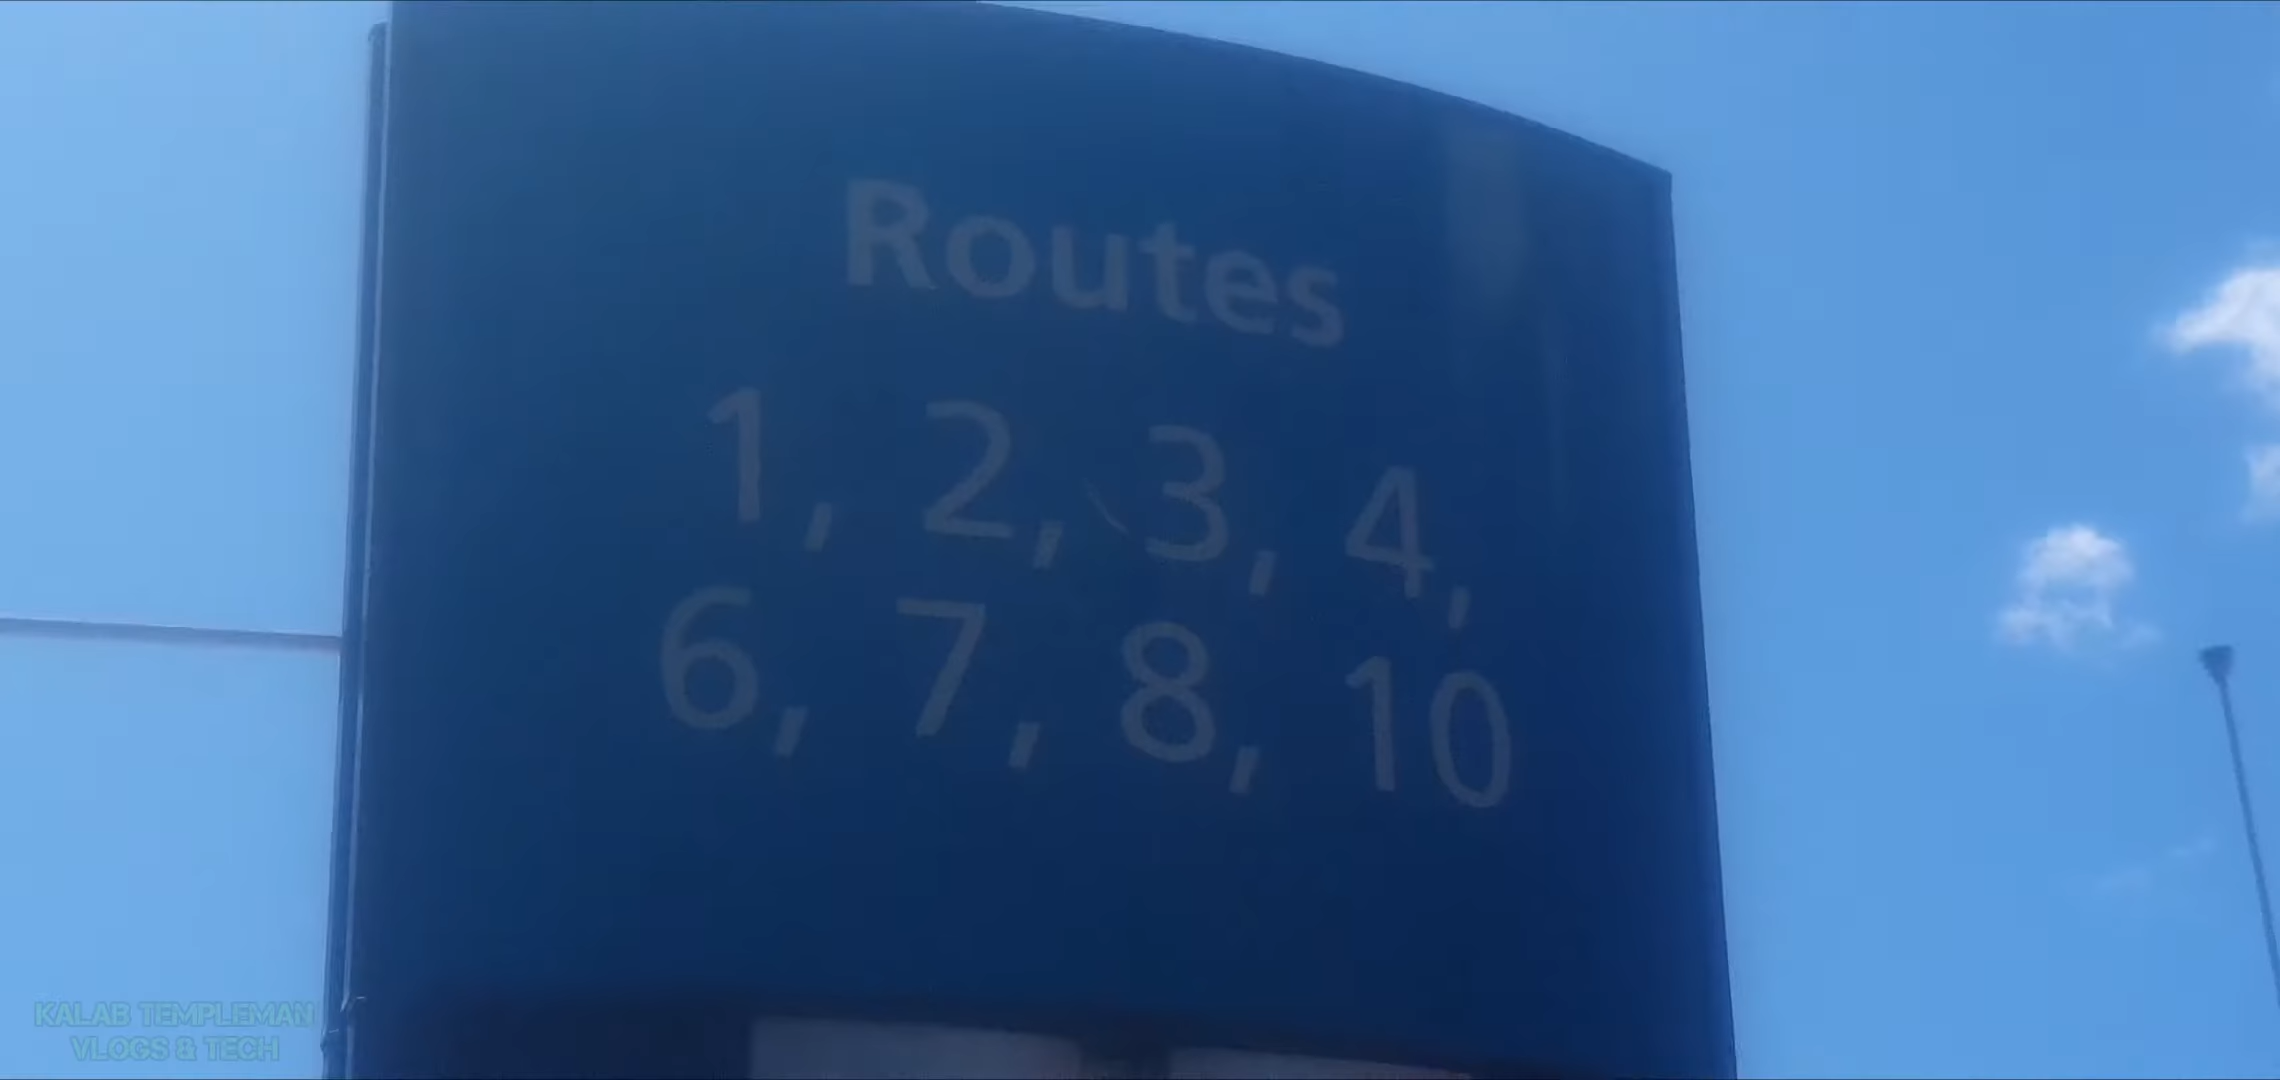 Routes
1, 2, 3, 4,
6, 7, 8, 10
KALAB TEMPLEMAN
VLOGS & TECH